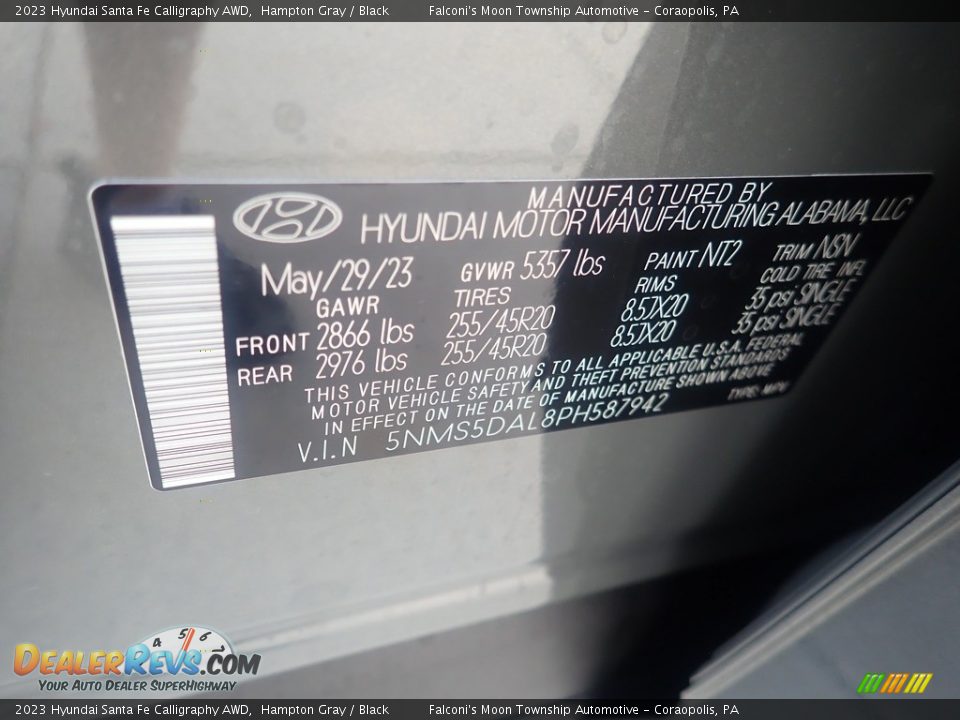 2023 Hyundai Santa Fe Calligraphy AWD, Hampton Gray / Black Falconi's Moon Township Automotive - Coraopolis, PA
MANUFACTURED BY
HYUNDAI MOTOR MANUFACTURING ALABAMA, LLC
May/29/23 GVWR 5357 lbs PAINT NT2 TRIM NSN
GAWR TIRES RIMS COLD TIRE INFL
FRONT 2866 lbs 255/45R20 8.5JX20 35 psi SINGLE
REAR 2976 lbs 255/45R20 8.5JX20 35 psi SINGLE
THIS VEHICLE CONFORMS TO ALL APPLICABLE U.S.A. FEDERAL
MOTOR VEHICLE SAFETY AND THEFT PREVENTION STANDARDS
IN EFFECT ON THE DATE OF MANUFACTURE SHOWN ABOVE
V.I.N 5NMS5DAL8PH587942 TYPE: MPV
4 5 6
DEALERREVS.COM
YOUR AUTO DEALER SUPERHIGHWAY
2023 Hyundai Santa Fe Calligraphy AWD, Hampton Gray / Black Falconi's Moon Township Automotive - Coraopolis, PA